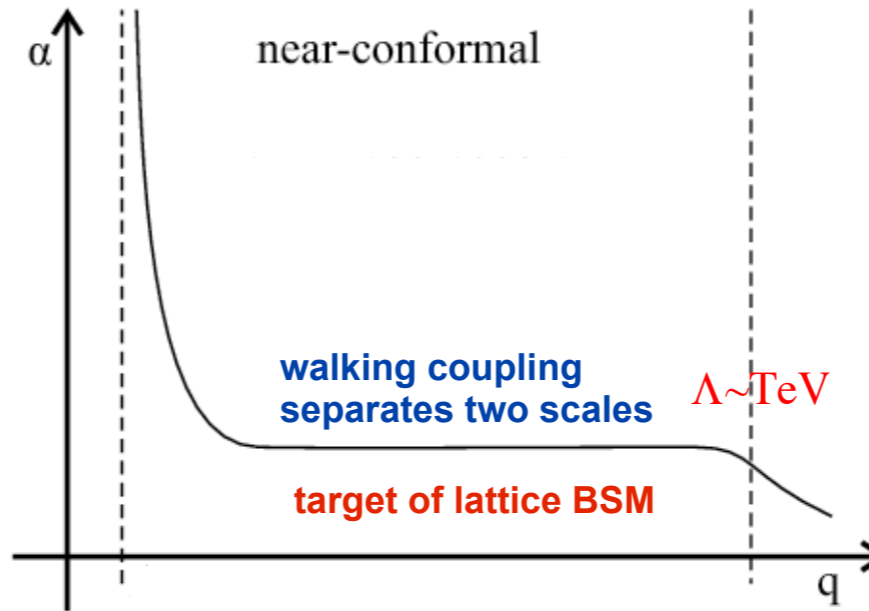 α
near-conformal
walking coupling
separates two scales
Λ~TeV
target of lattice BSM
q